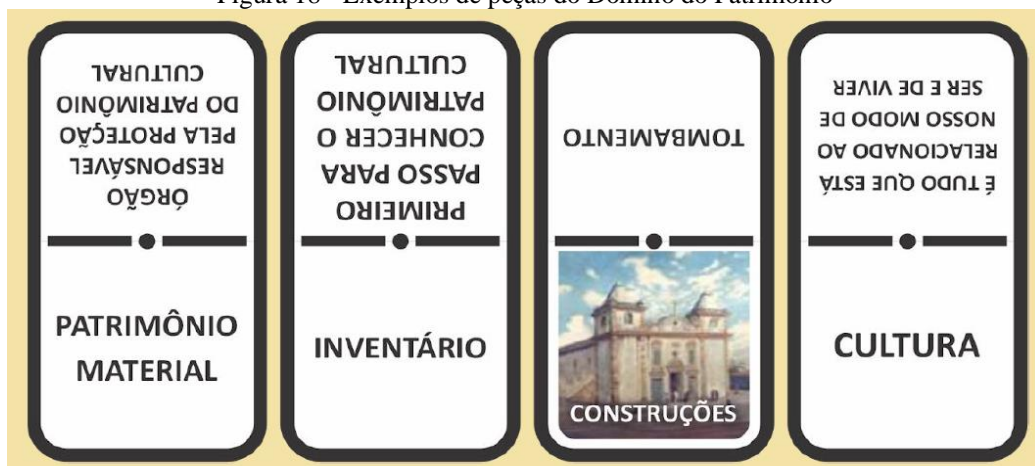 Figura 18 - Exemplos de peças do Dominó do Patrimônio
ÓRGÃO
RESPONSÁVEL
PELA PROTEÇÃO
DO PATRIMÔNIO
CULTURAL
PATRIMÔNIO
MATERIAL
PRIMEIRO
PASSO PARA
CONHECER O
PATRIMÔNIO
CULTURAL
INVENTÁRIO
TOMBAMENTO
CONSTRUÇÕES
É TUDO QUE ESTÁ
RELACIONADO AO
NOSSO MODO DE
SER E DE VIVER
CULTURA